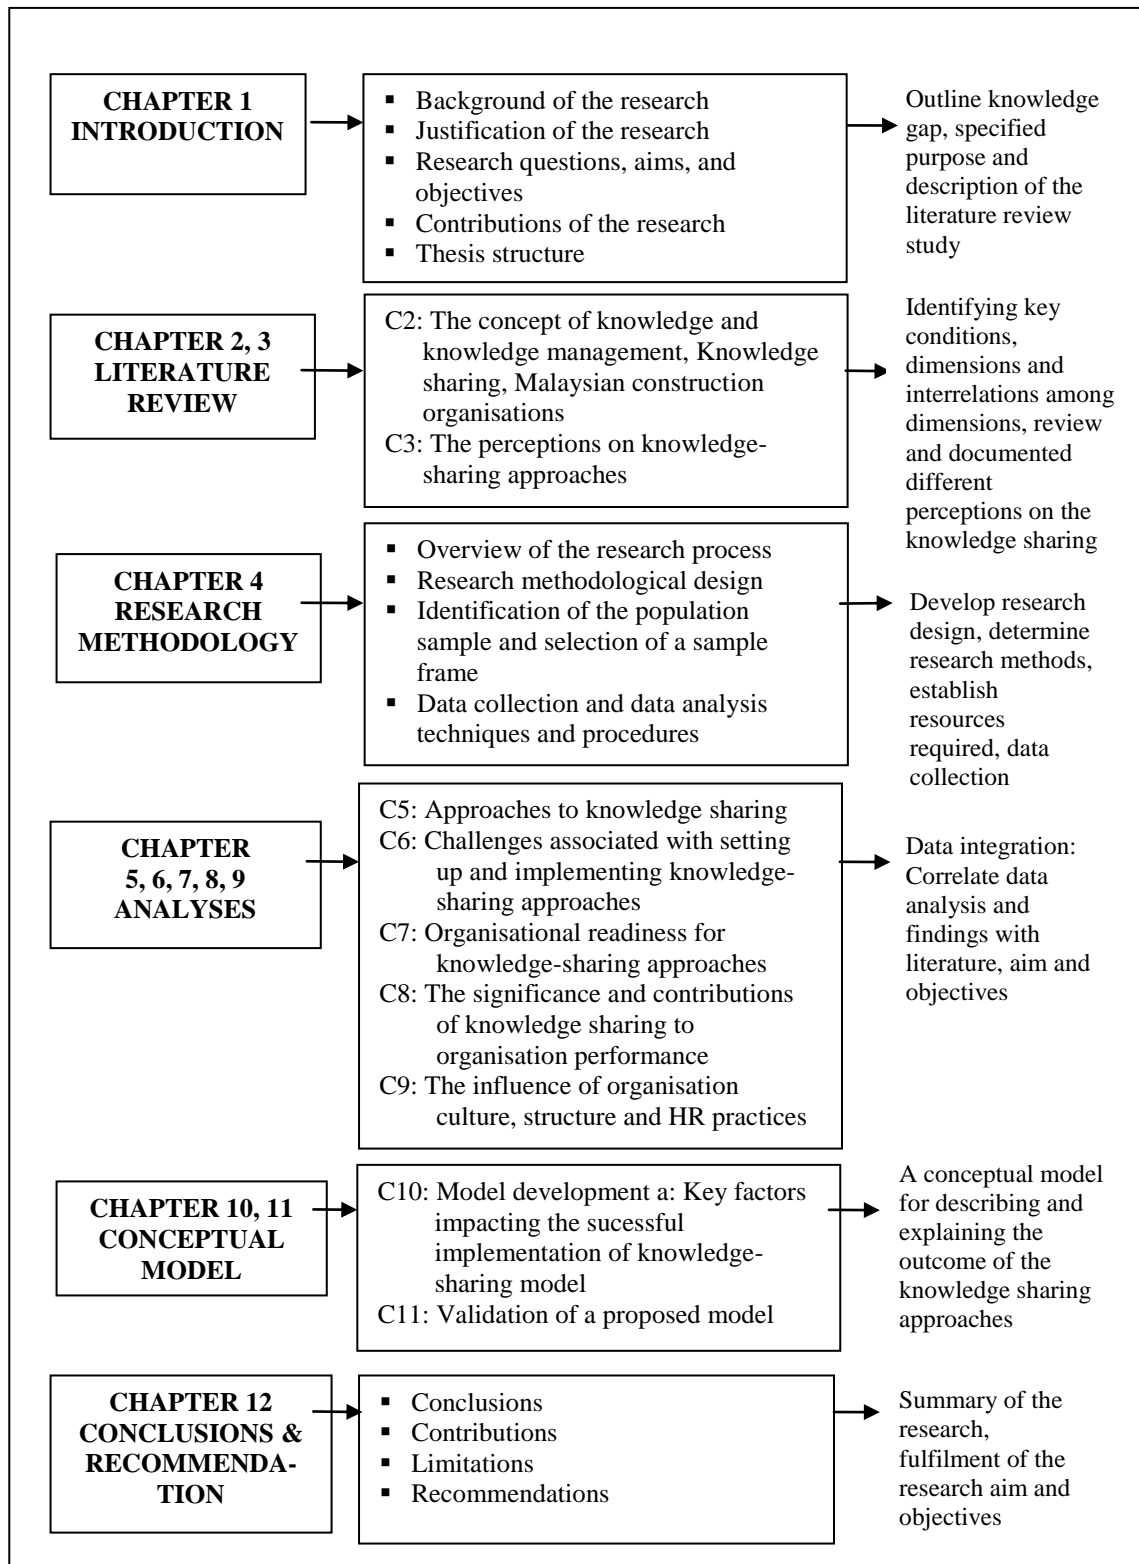 CHAPTER 1
INTRODUCTION
▪ Background of the research
▪ Justification of the research
▪ Research questions, aims, and
objectives
▪ Contributions of the research
▪ Thesis structure
Outline knowledge
gap, specified
purpose and
description of the
literature review
study
CHAPTER 2, 3
LITERATURE
REVIEW
C2: The concept of knowledge and
knowledge management, Knowledge
sharing, Malaysian construction
organisations
C3: The perceptions on knowledge-
sharing approaches
Identifying key
conditions,
dimensions and
interrelations among
dimensions, review
and documented
different
perceptions on the
knowledge sharing
CHAPTER 4
RESEARCH
METHODOLOGY
▪ Overview of the research process
▪ Research methodological design
▪ Identification of the population
sample and selection of a sample
frame
▪ Data collection and data analysis
techniques and procedures
Develop research
design, determine
research methods,
establish
resources
required, data
collection
CHAPTER
5, 6, 7, 8, 9
ANALYSES
C5: Approaches to knowledge sharing
C6: Challenges associated with setting
up and implementing knowledge-
sharing approaches
C7: Organisational readiness for
knowledge-sharing approaches
C8: The significance and contributions
of knowledge sharing to
organisation performance
C9: The influence of organisation
culture, structure and HR practices
Data integration:
Correlate data
analysis and
findings with
literature, aim and
objectives
CHAPTER 10, 11
CONCEPTUAL
MODEL
C10: Model development a: Key factors
impacting the sucessful
implementation of knowledge-
sharing model
C11: Validation of a proposed model
A conceptual model
for describing and
explaining the
outcome of the
knowledge sharing
approaches
CHAPTER 12
CONCLUSIONS &
RECOMMENDA-
TION
▪ Conclusions
▪ Contributions
▪ Limitations
▪ Recommendations
Summary of the
research,
fulfilment of the
research aim and
objectives